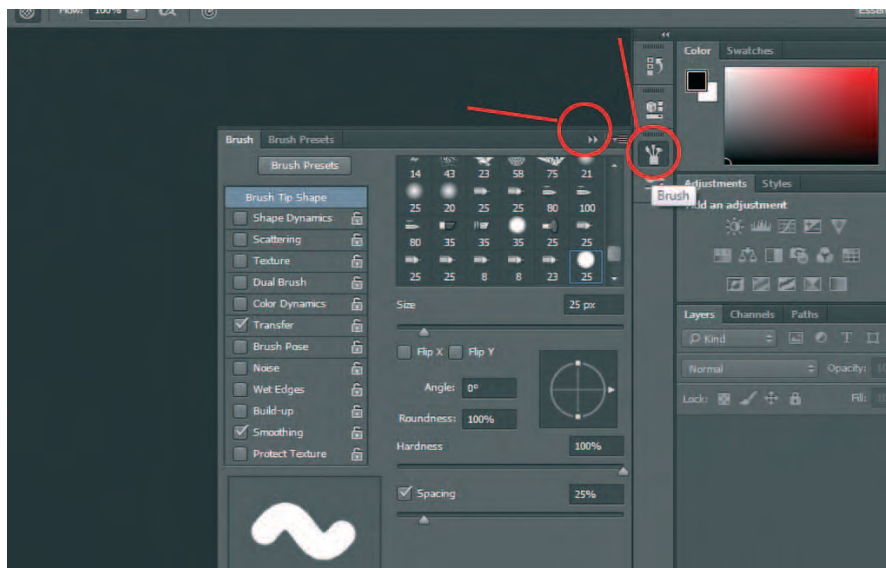 Flow: 100%
Color Swatches
Brush Brush Presets
Brush Presets
14 43 23 58 75 21
Brush Tip Shape
25 20 25 25 80 100
Shape Dynamics
80 35 35 35 25 25
Scattering
Texture
25 25 8 8 23 25
Dual Brush
Color Dynamics
Size 25 px
Transfer
Brush Pose
Flip X Flip Y
Noise
Angle: 0°
Wet Edges
Build-up
Roundness: 100%
Smoothing
Hardness 100%
Protect Texture
Spacing 25%
Brush
Adjustments Styles
Add an adjustment
Layers Channels Paths
Kind
Normal Opacity:
Lock: Fill: